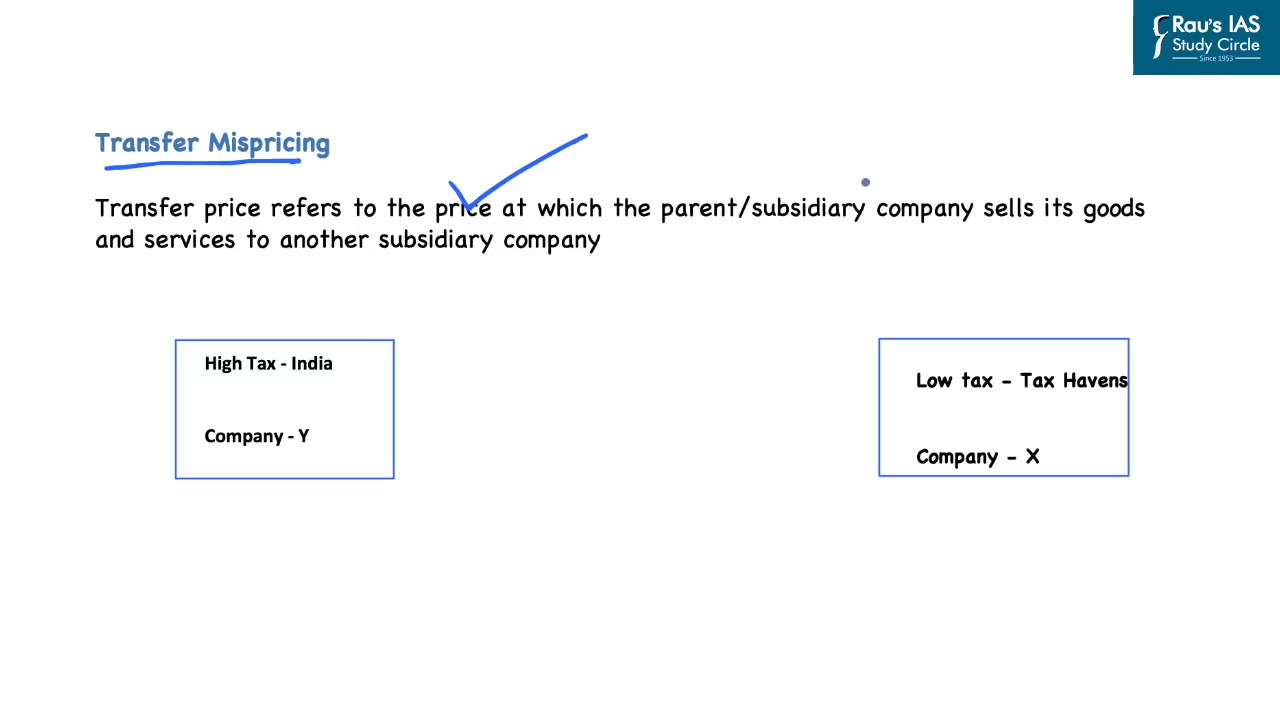 Rau's IAS
Study Circle
Since 1953
Transfer Mispricing
Transfer price refers to the price at which the parent/subsidiary company sells its goods
and services to another subsidiary company
High Tax - India
Company - Y
Low tax - Tax Havens
Company - X